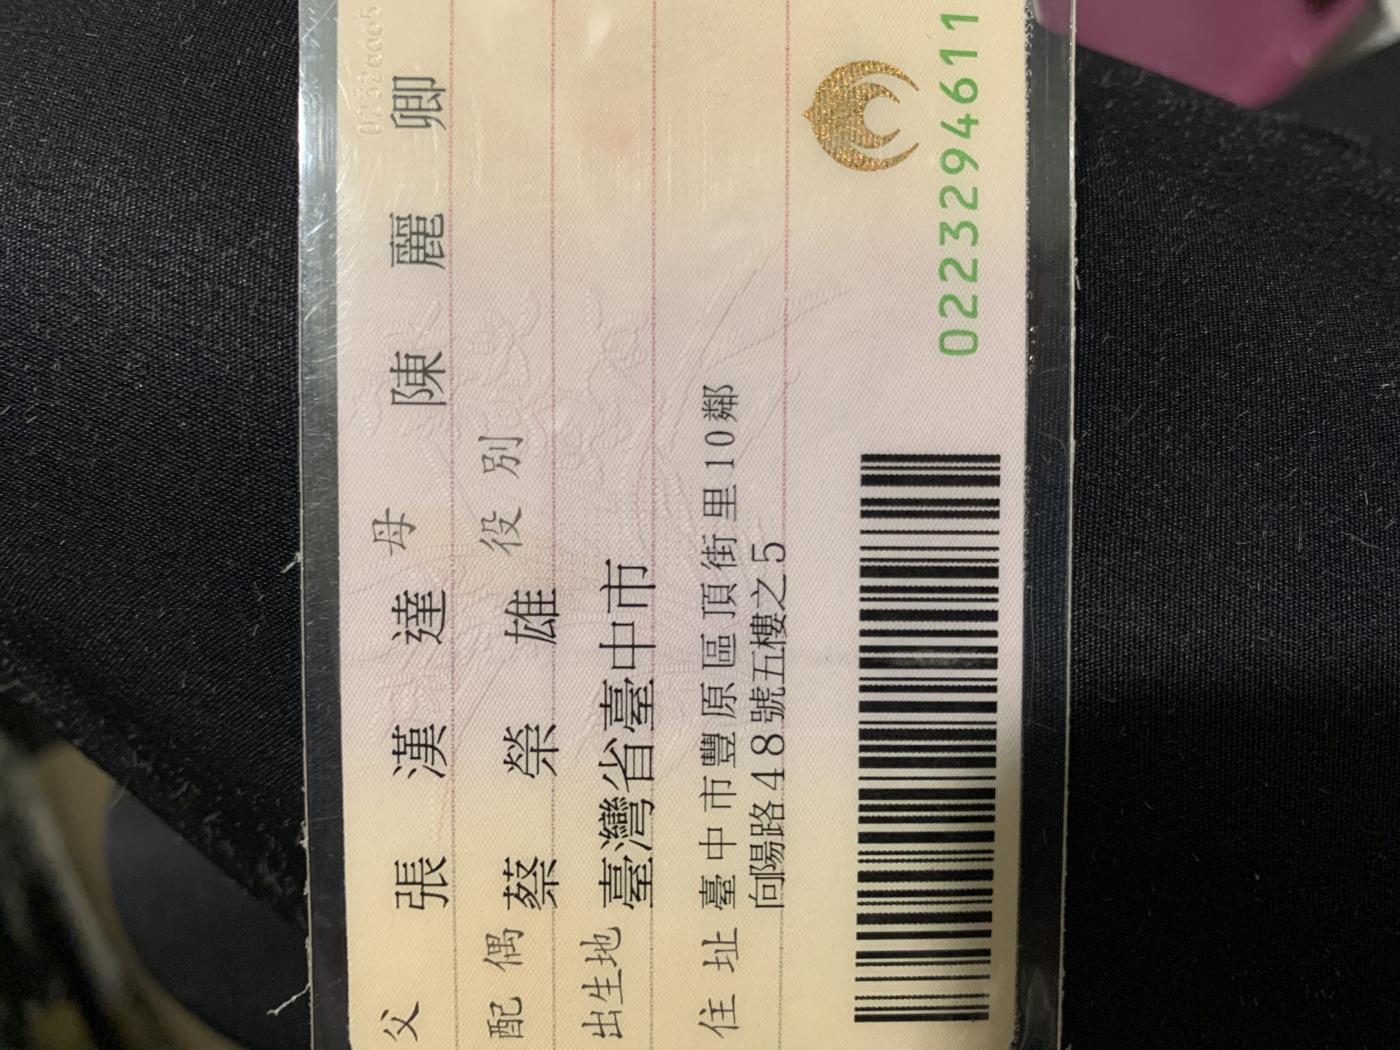 父 張漢達 母 陳麗卿
配偶 蔡榮雄 役別
出生地 臺灣省臺中市
住址 臺中市豐原區頂街里10鄰
向陽路48號五樓之5
0223294611